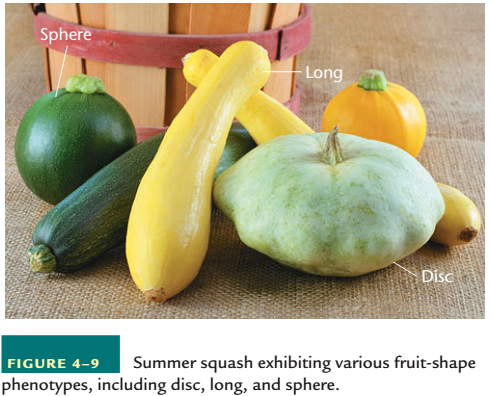 Sphere
Long
Disc
FIGURE 4–9 Summer squash exhibiting various fruit-shape
phenotypes, including disc, long, and sphere.